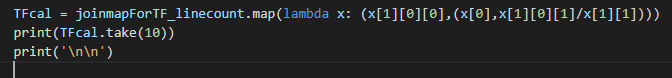 TFcal = joinmapForTF_linecount.map(lambda x: (x[1][0][0],(x[0],x[1][0][1]/x[1][1])))
print(TFcal.take(10))
print('\n\n')